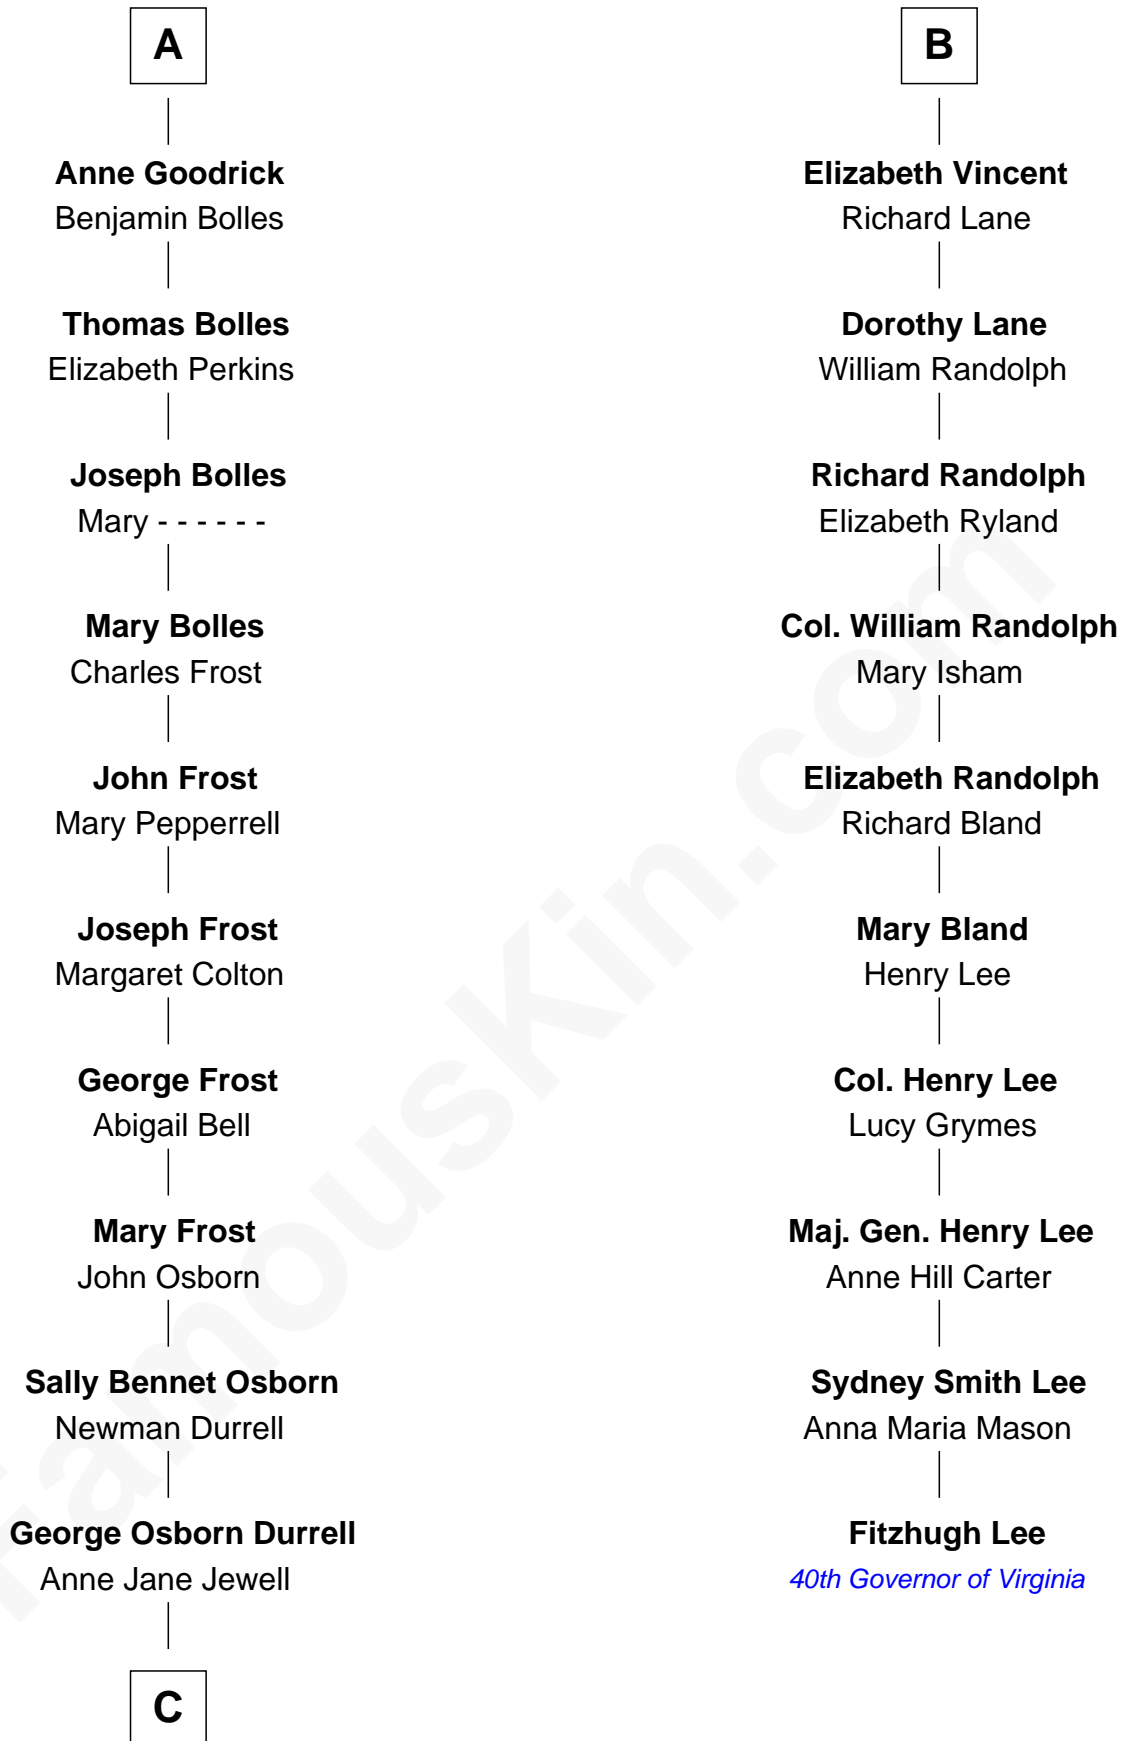 A
Anne Goodrick
Benjamin Bolles
Thomas Bolles
Elizabeth Perkins
Joseph Bolles
Mary - - - - - -
Mary Bolles
Charles Frost
John Frost
Mary Pepperrell
Joseph Frost
Margaret Colton
George Frost
Abigail Bell
Mary Frost
John Osborn
Sally Bennet Osborn
Newman Durrell
George Osborn Durrell
Anne Jane Jewell
C
B
Elizabeth Vincent
Richard Lane
Dorothy Lane
William Randolph
Richard Randolph
Elizabeth Ryland
Col. William Randolph
Mary Isham
Elizabeth Randolph
Richard Bland
Mary Bland
Henry Lee
Col. Henry Lee
Lucy Grymes
Maj. Gen. Henry Lee
Anne Hill Carter
Sydney Smith Lee
Anna Maria Mason
Fitzhugh Lee
40th Governor of Virginia
FamousKin.com